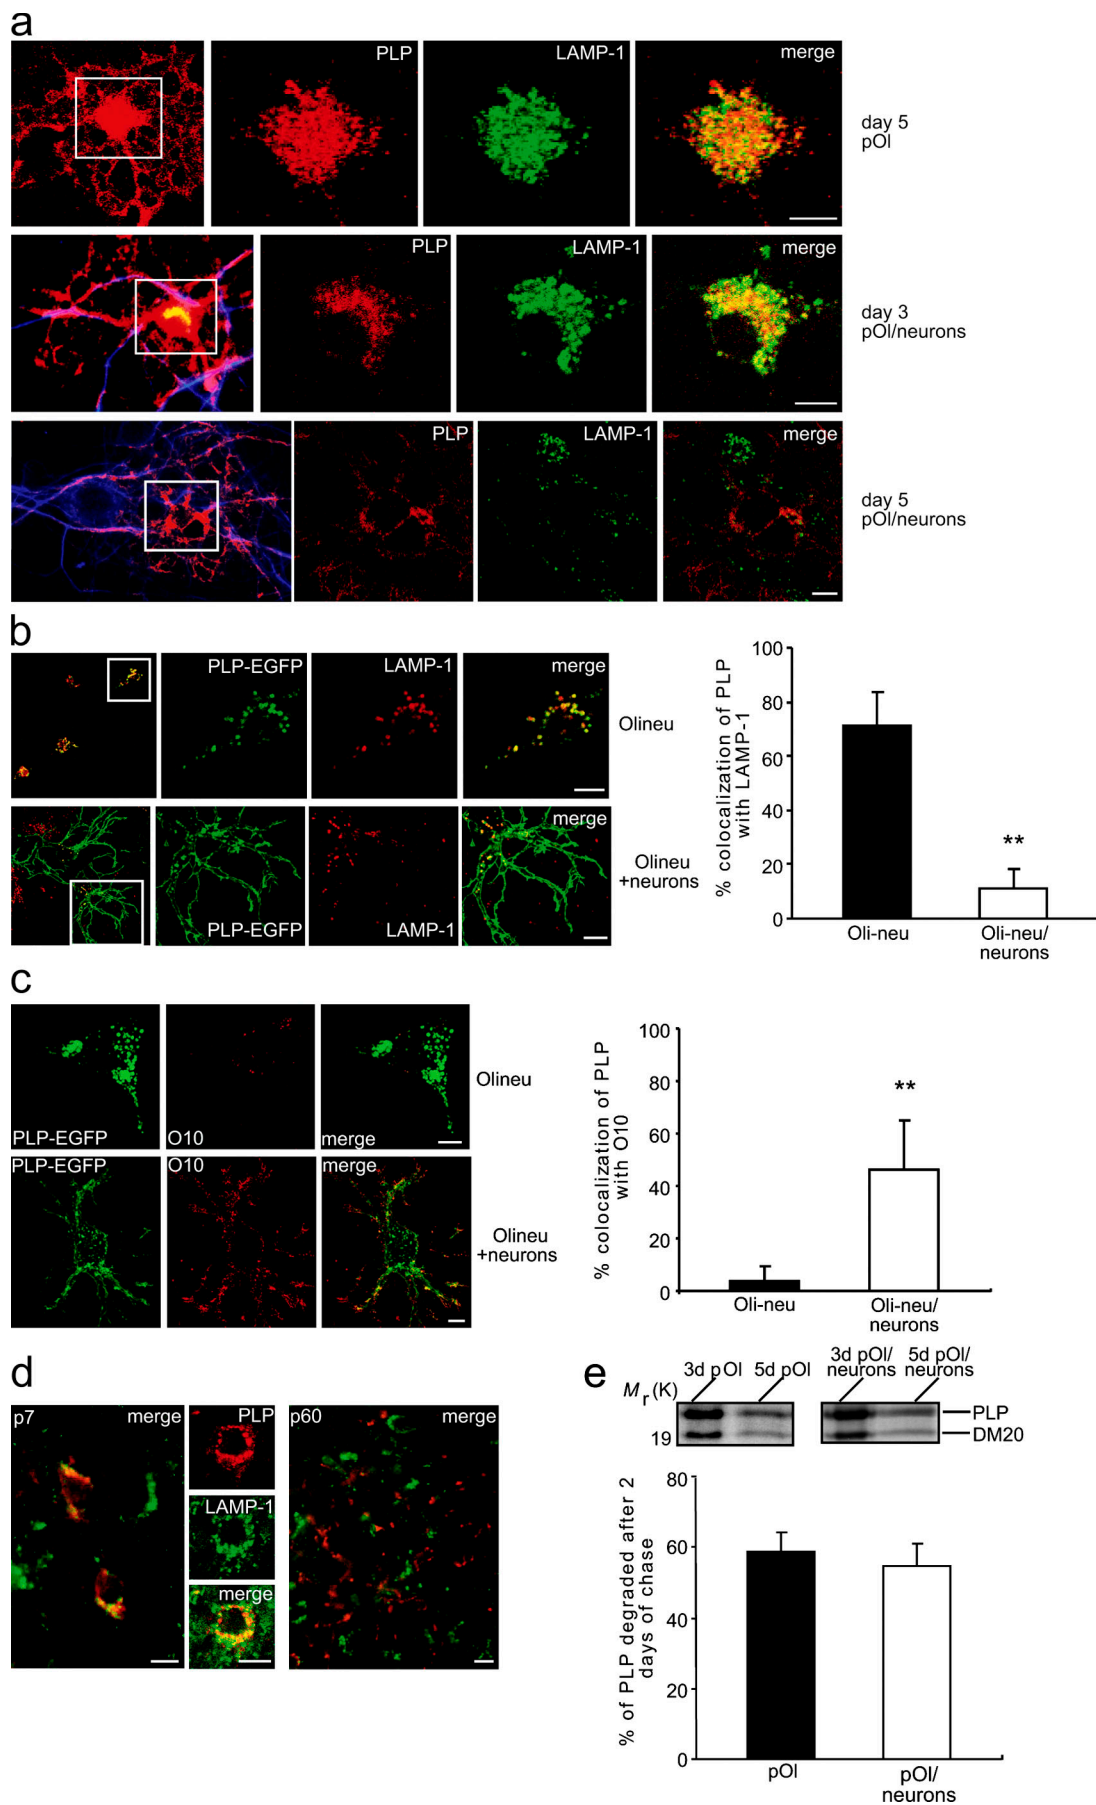 a
PLP
LAMP-1
merge
day 5
pOl
PLP
LAMP-1
merge
day 3
pOl/neurons
PLP
LAMP-1
merge
day 5
pOl/neurons
b
PLP-EGFP
LAMP-1
merge
Olineu
PLP-EGFP
LAMP-1
merge
Olineu
+neurons
% colocalization of PLP
with LAMP-1
100
80
60
40
20
0
**
Oli-neu
Oli-neu/
neurons
c
PLP-EGFP
O10
merge
Olineu
PLP-EGFP
O10
merge
Olineu
+neurons
% colocalization of PLP
with O10
100
80
60
40
20
0
**
Oli-neu
Oli-neu/
neurons
d
p7
merge
PLP
LAMP-1
merge
p60
merge
e
Mr (K)
3d pOl
5d pOl
3d pOl/
neurons
5d pOl/
neurons
19
PLP
DM20
% of PLP degraded after 2
days of chase
80
60
40
20
0
pOl
pOl/
neurons